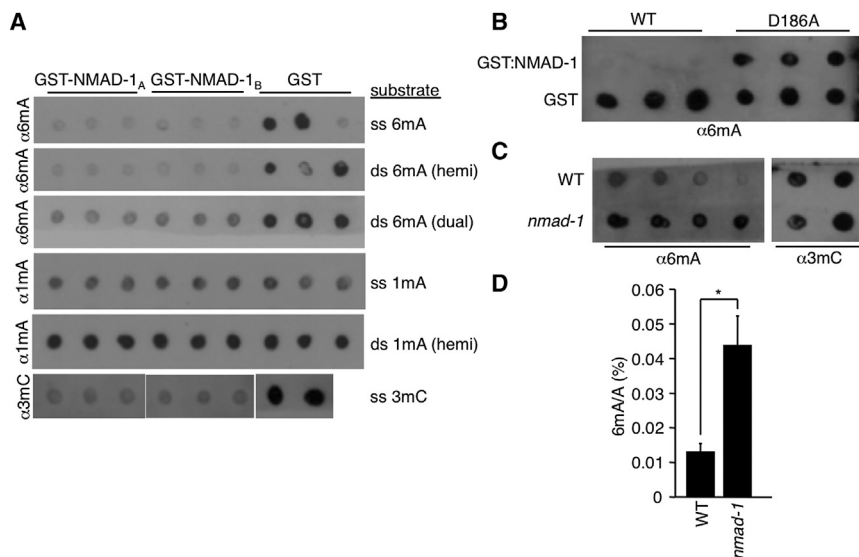 A
GST-NMAD-1A GST-NMAD-1B GST
substrate
α6mA ss 6mA
α6mA ds 6mA (hemi)
α6mA ds 6mA (dual)
α1mA ss 1mA
α1mA ds 1mA (hemi)
α3mC ss 3mC
B
WT D186A
GST:NMAD-1
GST
α6mA
C
WT
nmad-1
α6mA α3mC
D
*
6mA/A (%)
0.06
0.05
0.04
0.03
0.02
0.01
0
WT nmad-1